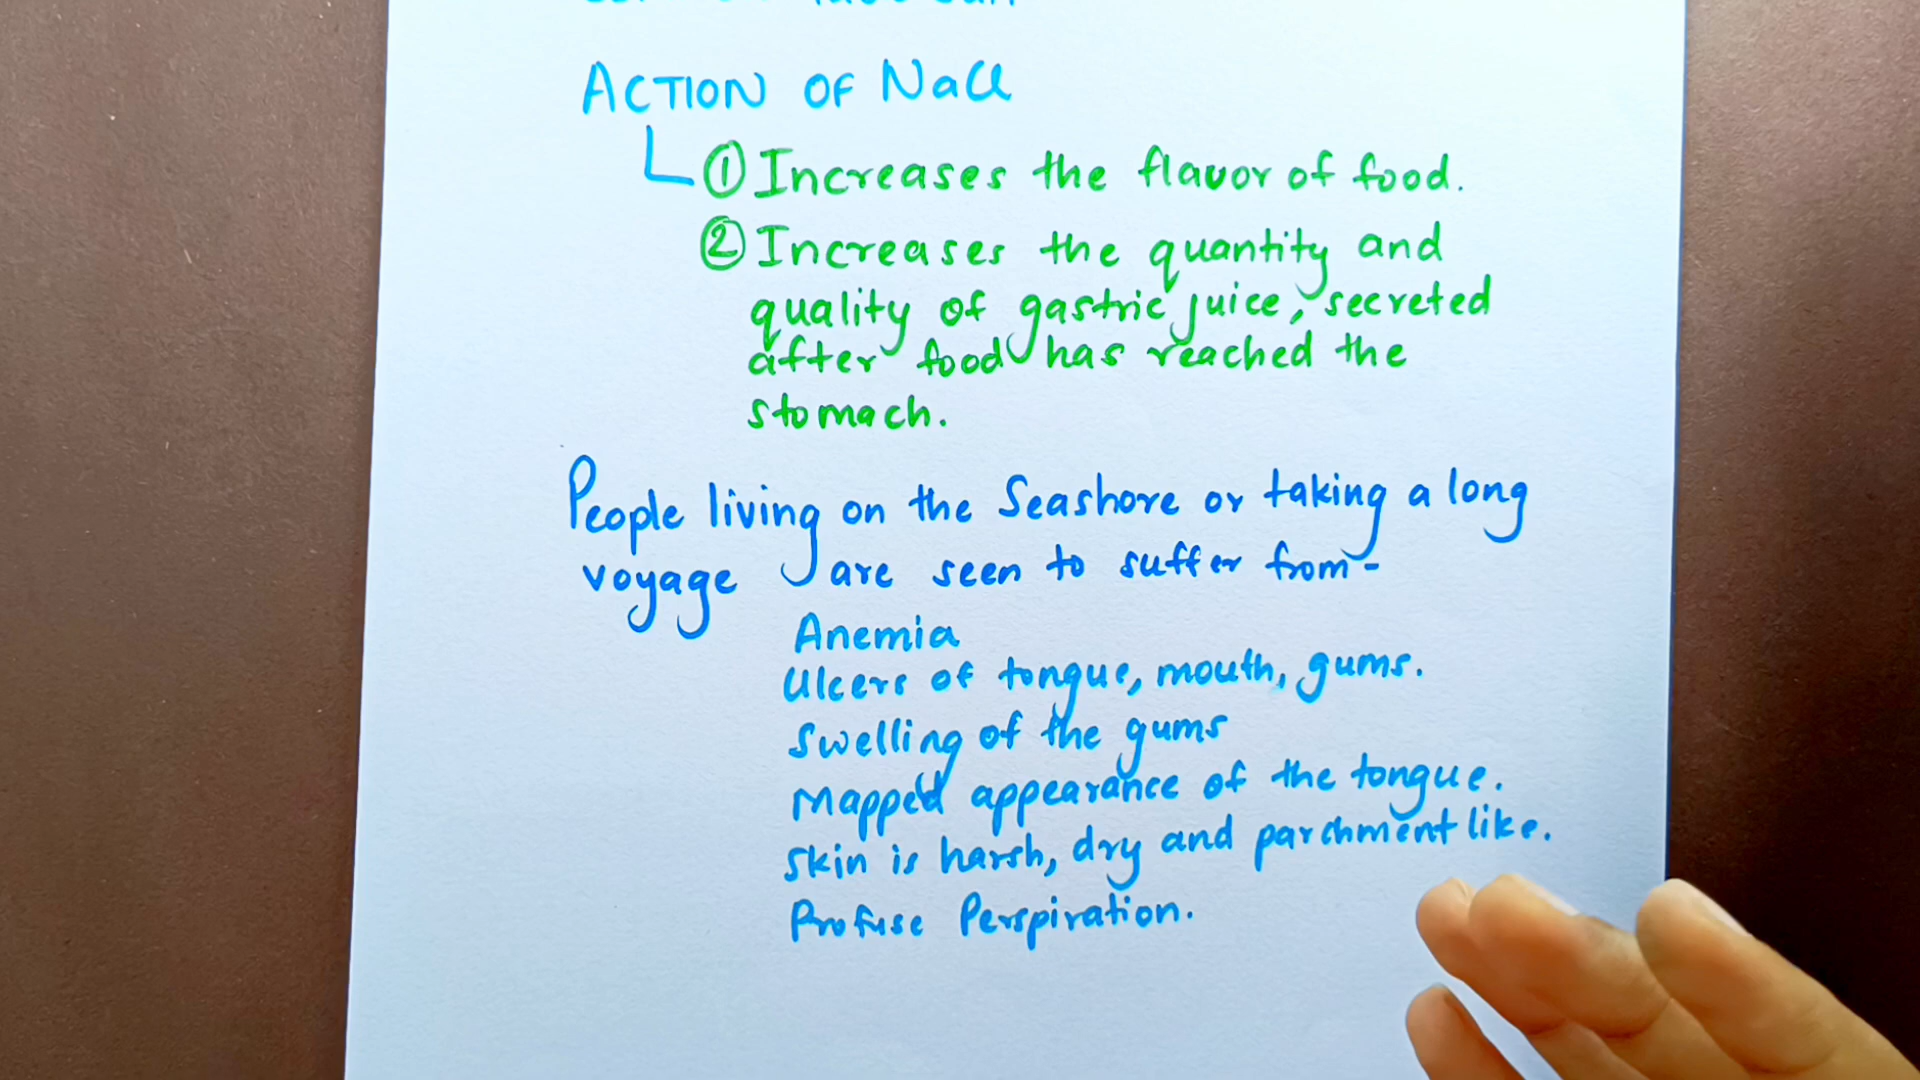 ACTION OF NaCl
① Increases the flavor of food.
② Increases the quantity and
quality of gastric juice, secreted
after food has reached the
stomach.
People living on the Seashore or taking a long
voyage are seen to suffer from-
Anemia
Ulcers of tongue, mouth, gums.
Swelling of the gums
Mapped appearance of the tongue.
Skin is harsh, dry and parchment like.
Profuse Perspiration.